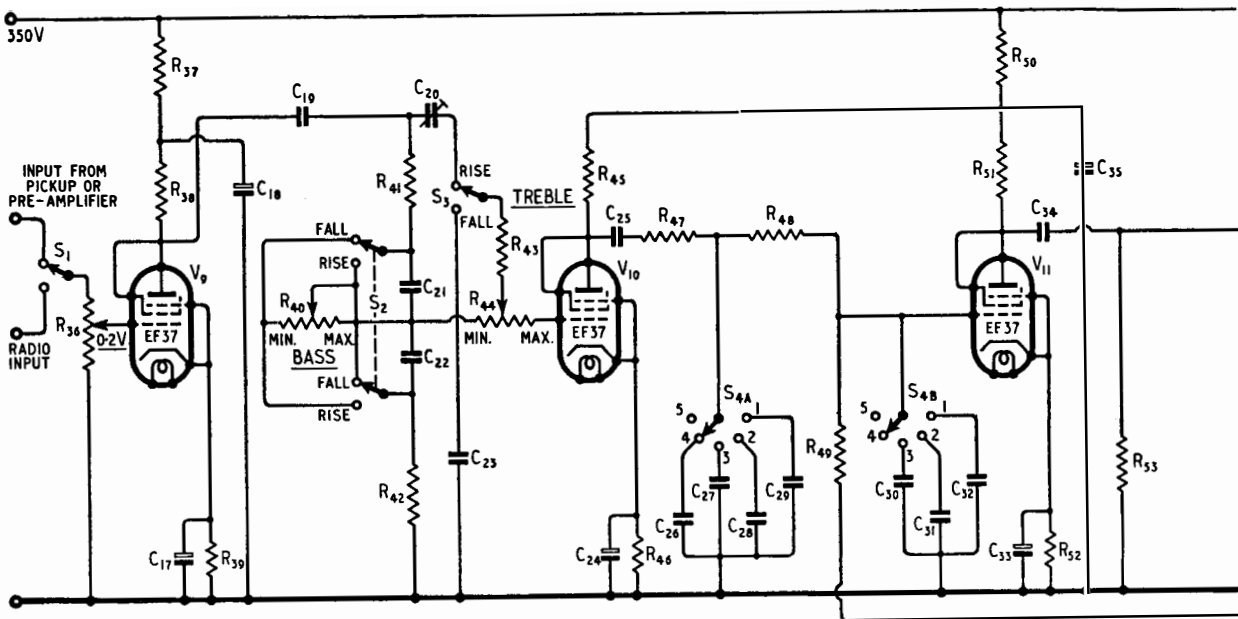 350V
R37
R50
C19
C20
INPUT FROM
PICKUP OR
PRE-AMPLIFIER
R38
C18
R41
RISE
S3
FALL
TREBLE
R43
R45
C25
R47
R48
R51
C35
C34
S1
V9
FALL
RISE
C21
V10
V11
R36
0-2V
EF37
R40
S2
R44
EF37
EF37
MIN.
MAX.
MIN.
MAX.
RADIO
INPUT
BASS
C22
FALL
RISE
S4A
5
1
4
2
3
S4B
5
1
4
2
3
R42
C23
R49
R53
C27
C29
C30
C32
C26
C28
C31
C17
R39
C24
R46
C33
R52